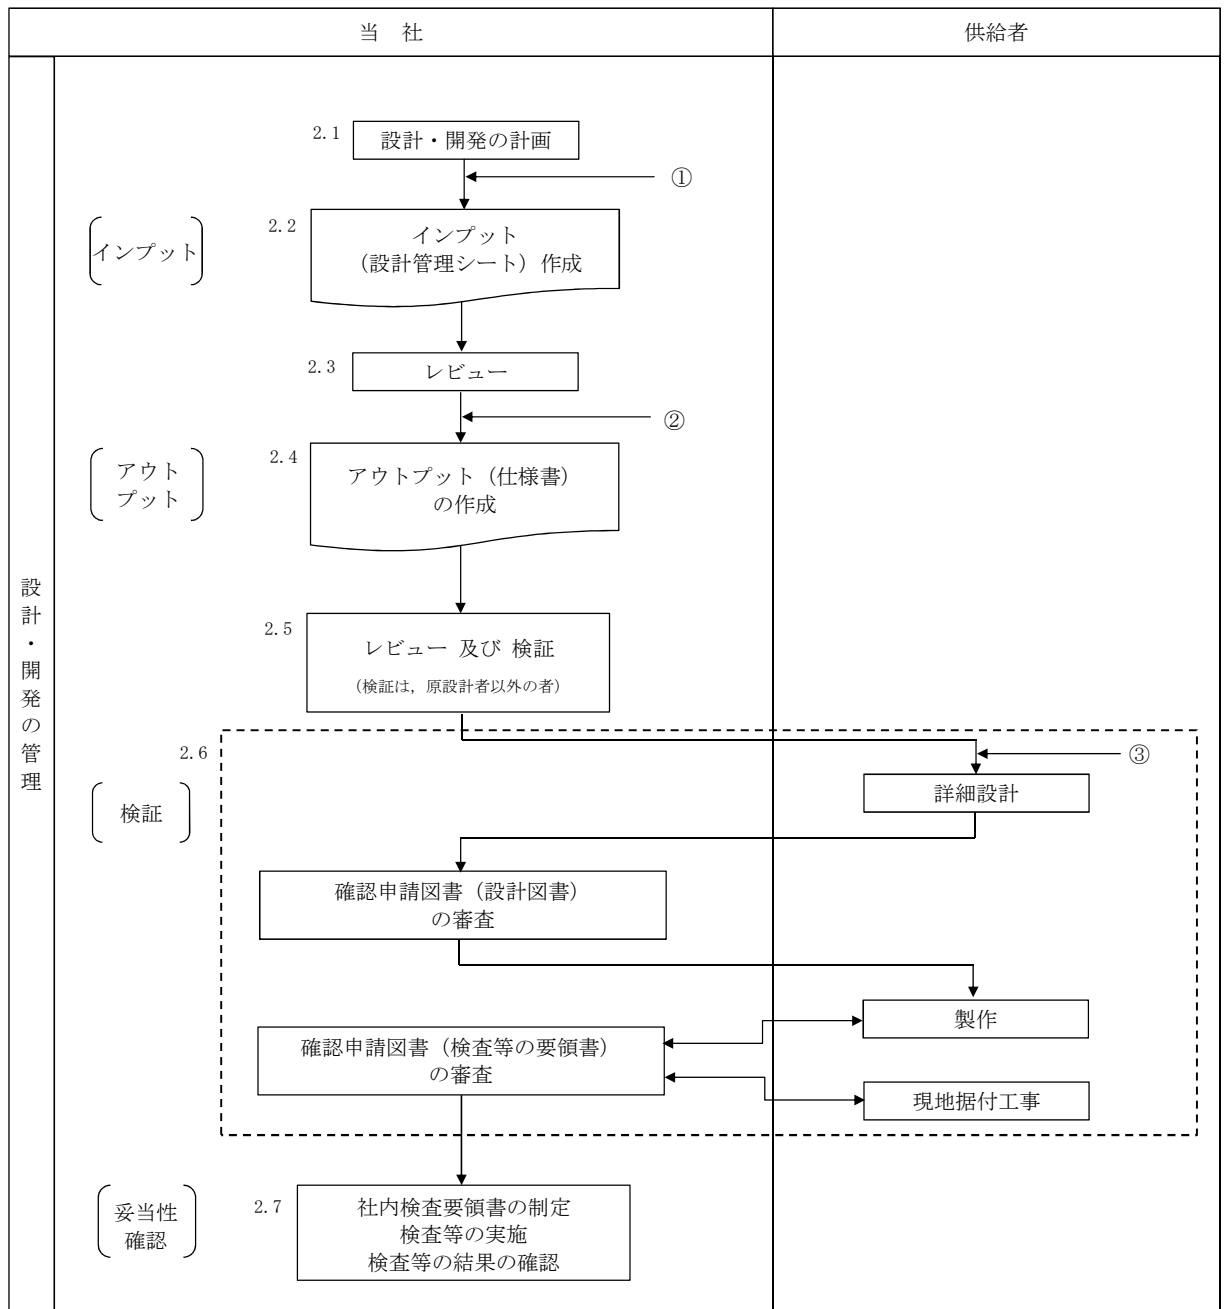 当 社
供給者
設計・開発の管理
2.1
設計・開発の計画
①
インプット
2.2
インプット
（設計管理シート）作成
2.3
レビュー
②
アウト
プット
2.4
アウトプット（仕様書）
の作成
2.5
レビュー 及び 検証
（検証は，原設計者以外の者）
2.6
③
検証
詳細設計
確認申請図書（設計図書）
の審査
製作
確認申請図書（検査等の要領書）
の審査
現地据付工事
妥当性
確認
2.7
社内検査要領書の制定
検査等の実施
検査等の結果の確認